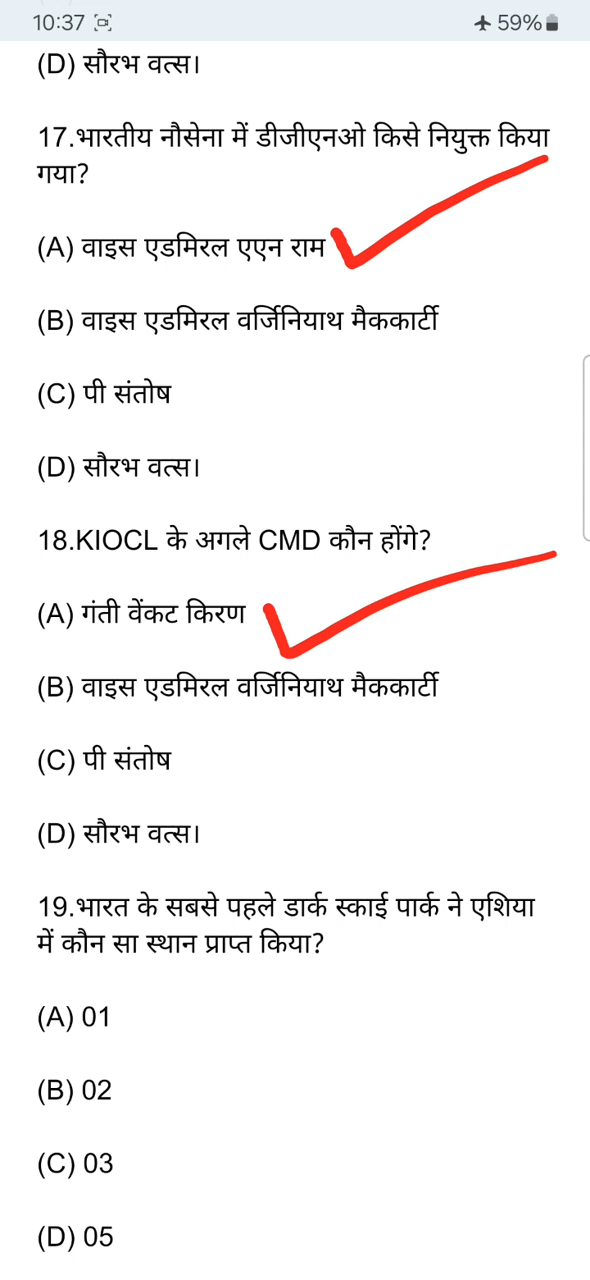 10:37
59%
(D) सौरभ वत्स।
17.भारतीय नौसेना में डीजीएनओ किसे नियुक्त किया
गया?
(A) वाइस एडमिरल एएन राम
(B) वाइस एडमिरल वर्जिनियाथ मैककार्टी
(C) पी संतोष
(D) सौरभ वत्स।
18.KIOCL के अगले CMD कौन होंगे?
(A) गंती वेंकट किरण
(B) वाइस एडमिरल वर्जिनियाथ मैककार्टी
(C) पी संतोष
(D) सौरभ वत्स।
19.भारत के सबसे पहले डार्क स्काई पार्क ने एशिया
में कौन सा स्थान प्राप्त किया?
(A) 01
(B) 02
(C) 03
(D) 05